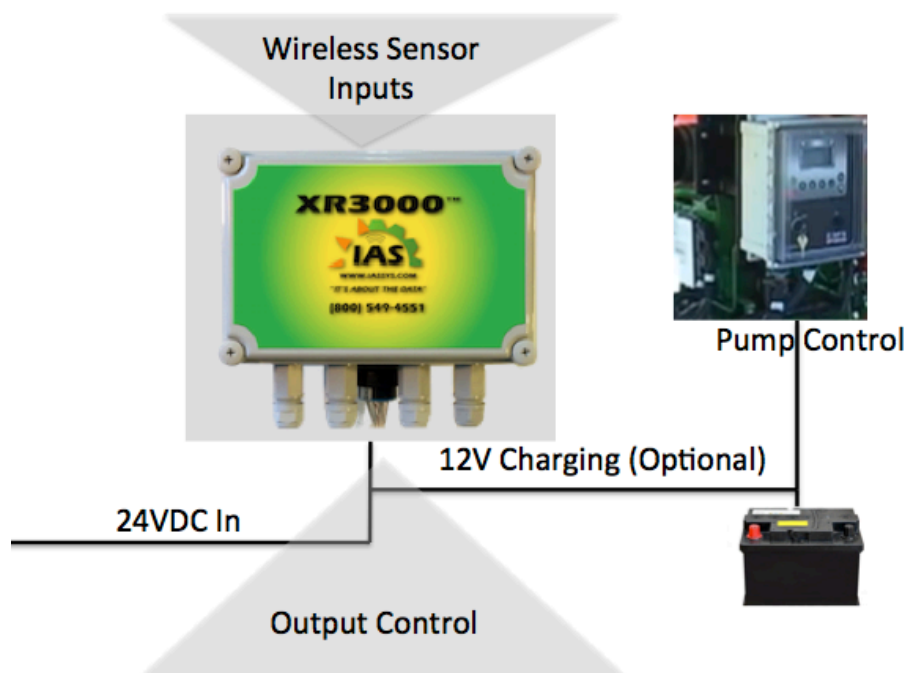 Wireless Sensor
Inputs
XR3000™
IAS
WWW.IASSYS.COM
"IT'S ABOUT THE DATA"
(800) 549-4551
Pump Control
12V Charging (Optional)
24VDC In
Output Control